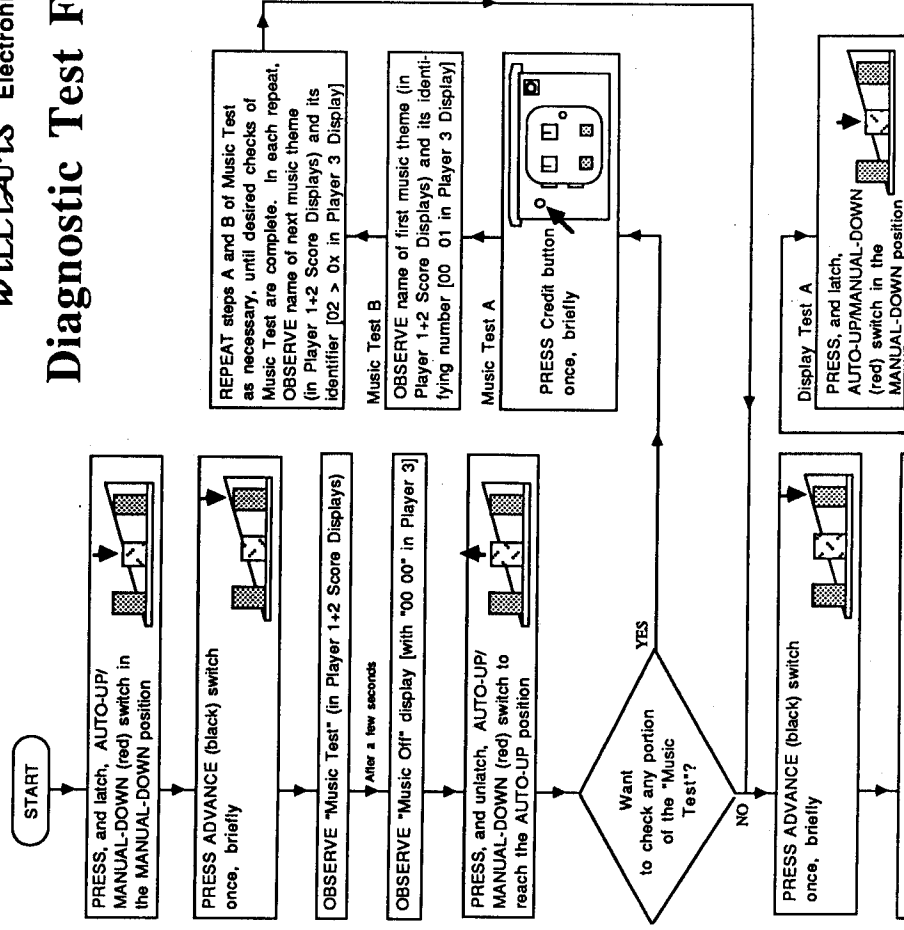 Electroni
Diagnostic Test F
START
PRESS, and latch, AUTO-UP/
MANUAL-DOWN (red) switch in
the MANUAL-DOWN position
PRESS ADVANCE (black) switch
once, briefly
OBSERVE "Music Test" (in Player 1+2 Score Displays)
After a few seconds
OBSERVE "Music Off" display [with "00 00" in Player 3]
PRESS, and unlatch, AUTO-UP/
MANUAL-DOWN (red) switch to
reach the AUTO-UP position
Want
to check any portion
of the "Music
Test"?
YES
NO
PRESS ADVANCE (black) switch
once, briefly
REPEAT steps A and B of Music Test
as necessary, until desired checks of
Music Test are complete. In each repeat,
OBSERVE name of next music theme
(in Player 1+2 Score Displays) and its
identifier [02 > 0x in Player 3 Display]
Music Test B
OBSERVE name of first music theme (in
Player 1+2 Score Displays) and its identi-
fying number [00 01 in Player 3 Display]
Music Test A
PRESS Credit button
once, briefly
Display Test A
PRESS, and latch,
AUTO-UP/MANUAL-DOWN
(red) switch in the
MANUAL-DOWN position